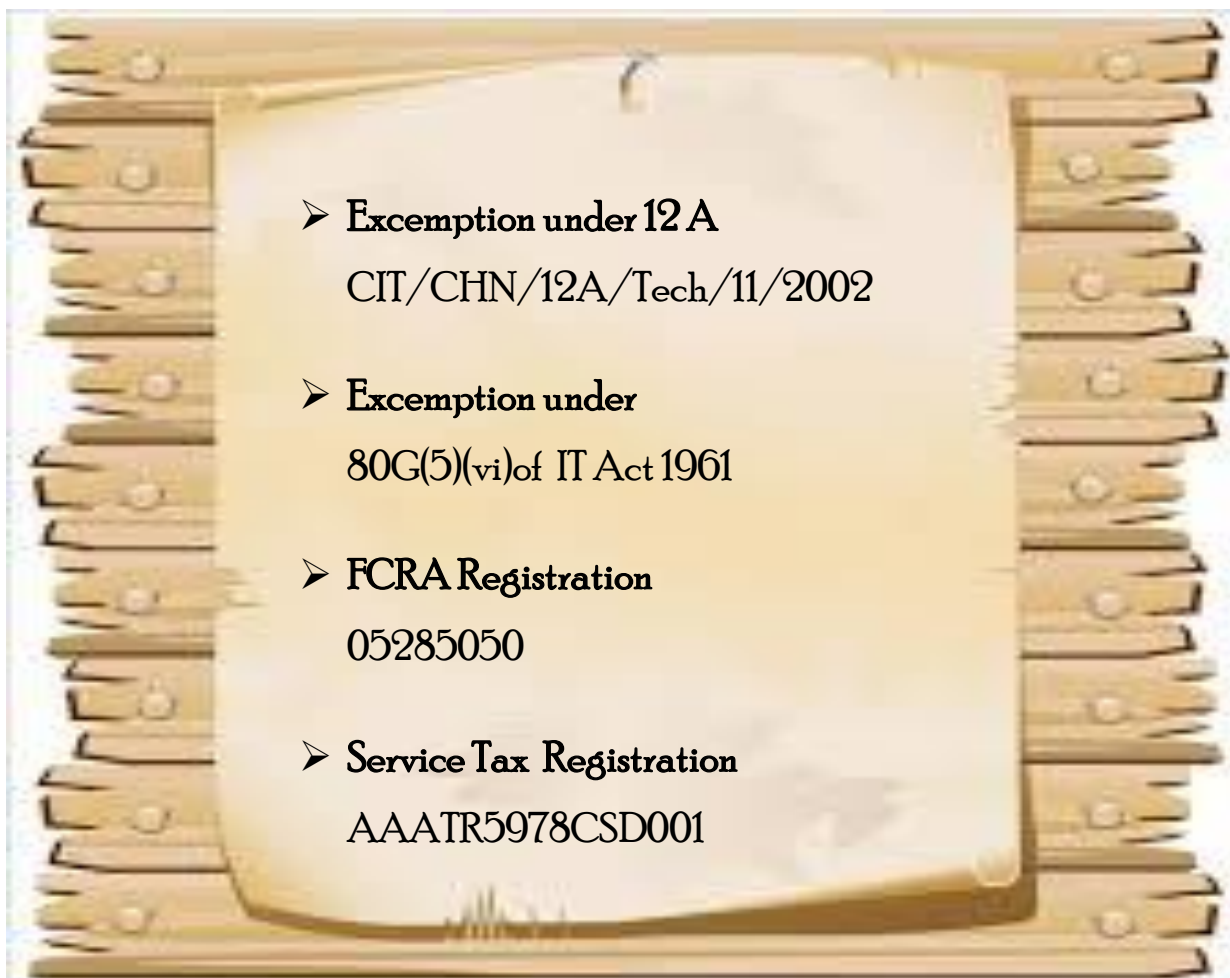 ➢ Excemption under 12 A
CIT/CHN/12A/Tech/11/2002
➢ Excemption under
80G(5)(vi)of IT Act 1961
➢ FCRA Registration
05285050
➢ Service Tax Registration
AAATR5978CSD001